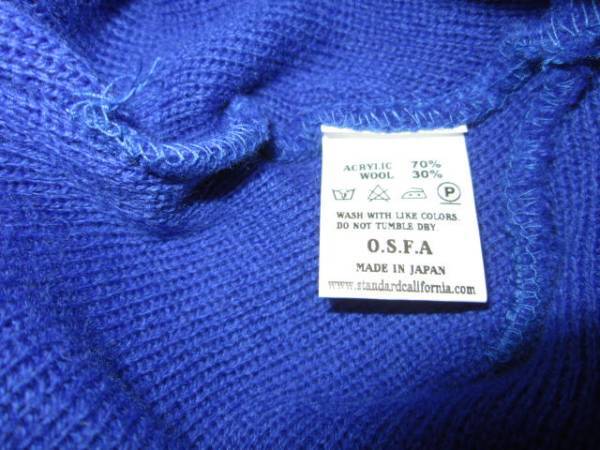 ACRYLIC 70%
WOOL 30%
P
WASH WITH LIKE COLORS.
DO NOT TUMBLE DRY.
O.S.F.A
MADE IN JAPAN
www.standardcalifornia.com